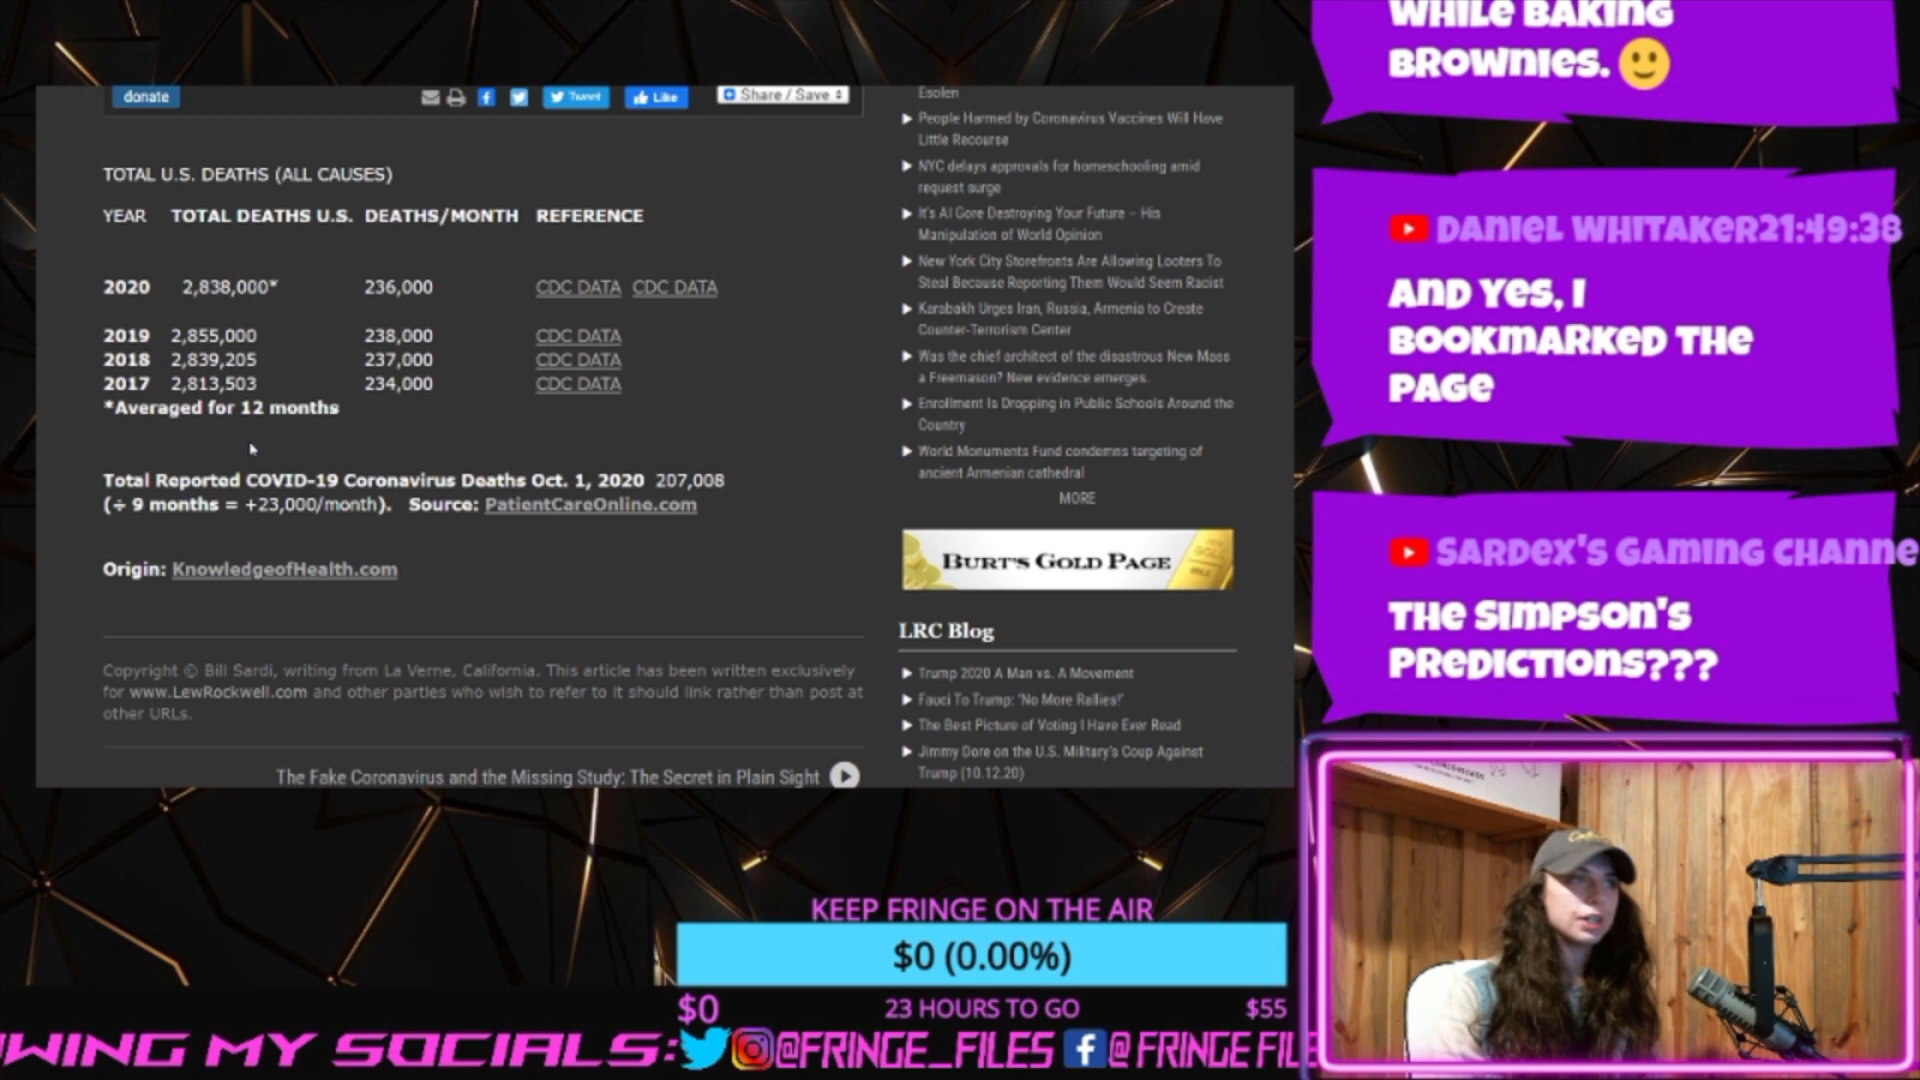 donate
Tweet
Like
Share / Save
TOTAL U.S. DEATHS (ALL CAUSES)
YEAR TOTAL DEATHS U.S. DEATHS/MONTH REFERENCE
2020 2,838,000* 236,000 CDC DATA CDC DATA
2019 2,855,000 238,000 CDC DATA
2018 2,839,205 237,000 CDC DATA
2017 2,813,503 234,000 CDC DATA
*Averaged for 12 months
Total Reported COVID-19 Coronavirus Deaths Oct. 1, 2020 207,008
(÷ 9 months = +23,000/month). Source: PatientCareOnline.com
Origin: KnowledgeofHealth.com
Copyright © Bill Sardi, writing from La Verne, California. This article has been written exclusively
for www.LewRockwell.com and other parties who wish to refer to it should link rather than post at
other URLs.
The Fake Coronavirus and the Missing Study: The Secret in Plain Sight
Esolen
People Harmed by Coronavirus Vaccines Will Have
Little Recourse
NYC delays approvals for homeschooling amid
request surge
It's Al Gore Destroying Your Future – His
Manipulation of World Opinion
New York City Storefronts Are Allowing Looters To
Steal Because Reporting Them Would Seem Racist
Karabakh Urges Iran, Russia, Armenia to Create
Counter-Terrorism Center
Was the chief architect of the disastrous New Mass
a Freemason? New evidence emerges.
Enrollment Is Dropping in Public Schools Around the
Country
World Monuments Fund condemns targeting of
ancient Armenian cathedral
MORE
BURT'S GOLD PAGE
LRC Blog
Trump 2020 A Man vs. A Movement
Fauci To Trump: 'No More Rallies!'
The Best Picture of Voting I Have Ever Read
Jimmy Dore on the U.S. Military's Coup Against
Trump (10.12.20)
WHILE BAKING
BROWNIES.
DANIEL WHITAKER21:49:38
AND YES, I
BOOKMARKED THE
PAGE
SARDEX'S GAMING CHANNE
THE SIMPSON'S
PREDICTIONS???
KEEP FRINGE ON THE AIR
$0 (0.00%)
$0 23 HOURS TO GO $55
WING MY SOCIALS: @FRINGE_FILES @FRINGE FILE